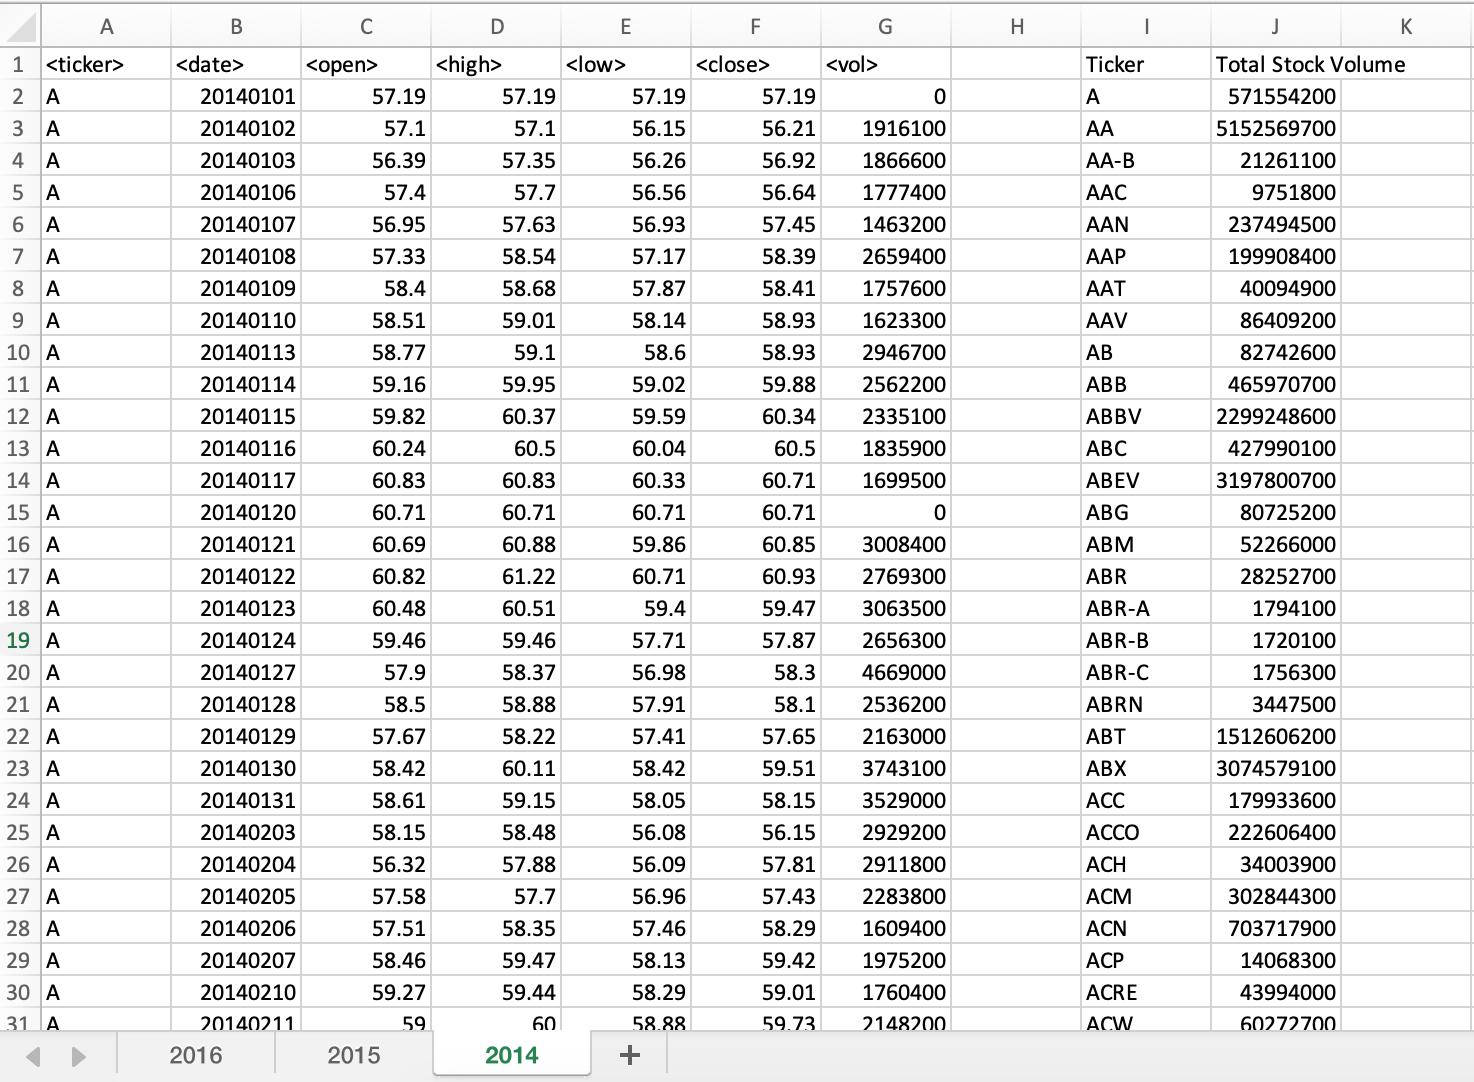 A B C D E F G H I J K
1 <ticker> <date> <open> <high> <low> <close> <vol> Ticker Total Stock Volume
2 A 20140101 57.19 57.19 57.19 57.19 0 A 571554200
3 A 20140102 57.1 57.1 56.15 56.21 1916100 AA 5152569700
4 A 20140103 56.39 57.35 56.26 56.92 1866600 AA-B 21261100
5 A 20140106 57.4 57.7 56.56 56.64 1777400 AAC 9751800
6 A 20140107 56.95 57.63 56.93 57.45 1463200 AAN 237494500
7 A 20140108 57.33 58.54 57.17 58.39 2659400 AAP 199908400
8 A 20140109 58.4 58.68 57.87 58.41 1757600 AAT 40094900
9 A 20140110 58.51 59.01 58.14 58.93 1623300 AAV 86409200
10 A 20140113 58.77 59.1 58.6 58.93 2946700 AB 82742600
11 A 20140114 59.16 59.95 59.02 59.88 2562200 ABB 465970700
12 A 20140115 59.82 60.37 59.59 60.34 2335100 ABBV 2299248600
13 A 20140116 60.24 60.5 60.04 60.5 1835900 ABC 427990100
14 A 20140117 60.83 60.83 60.33 60.71 1699500 ABEV 3197800700
15 A 20140120 60.71 60.71 60.71 60.71 0 ABG 80725200
16 A 20140121 60.69 60.88 59.86 60.85 3008400 ABM 52266000
17 A 20140122 60.82 61.22 60.71 60.93 2769300 ABR 28252700
18 A 20140123 60.48 60.51 59.4 59.47 3063500 ABR-A 1794100
19 A 20140124 59.46 59.46 57.71 57.87 2656300 ABR-B 1720100
20 A 20140127 57.9 58.37 56.98 58.3 4669000 ABR-C 1756300
21 A 20140128 58.5 58.88 57.91 58.1 2536200 ABRN 3447500
22 A 20140129 57.67 58.22 57.41 57.65 2163000 ABT 1512606200
23 A 20140130 58.42 60.11 58.42 59.51 3743100 ABX 3074579100
24 A 20140131 58.61 59.15 58.05 58.15 3529000 ACC 179933600
25 A 20140203 58.15 58.48 56.08 56.15 2929200 ACCO 222606400
26 A 20140204 56.32 57.88 56.09 57.81 2911800 ACH 34003900
27 A 20140205 57.58 57.7 56.96 57.43 2283800 ACM 302844300
28 A 20140206 57.51 58.35 57.46 58.29 1609400 ACN 703717900
29 A 20140207 58.46 59.47 58.13 59.42 1975200 ACP 14068300
30 A 20140210 59.27 59.44 58.29 59.01 1760400 ACRE 43994000
31 A 20140211 59 60 58.88 59.73 2148200 ACW 60272700
2016 2015 2014 +